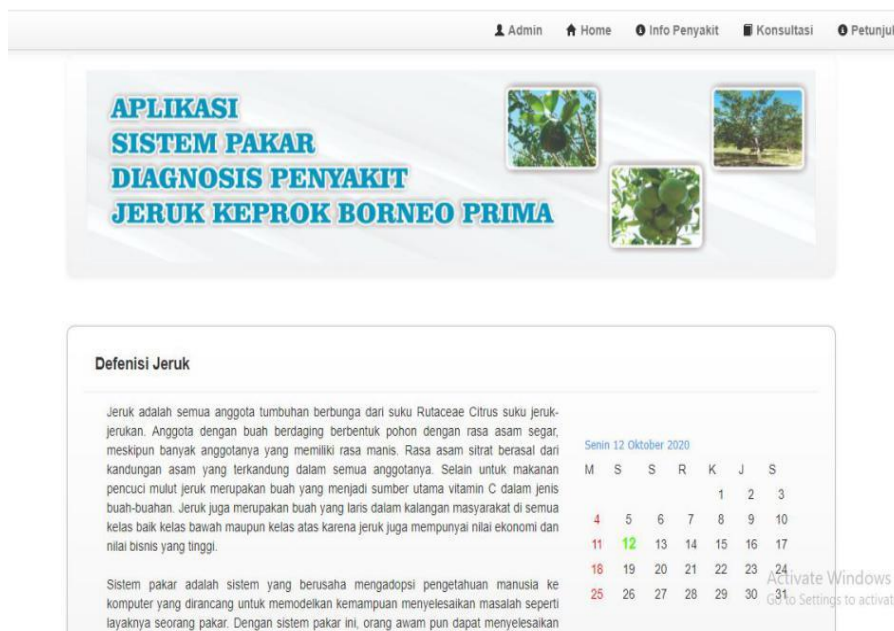 Admin Home Info Penyakit Konsultasi Petunjuk
APLIKASI
SISTEM PAKAR
DIAGNOSIS PENYAKIT
JERUK KEPROK BORNEO PRIMA
Defenisi Jeruk
Jeruk adalah semua anggota tumbuhan berbunga dari suku Rutaceae Citrus suku jeruk-
jerukan. Anggota dengan buah berdaging berbentuk pohon dengan rasa asam segar,
meskipun banyak anggotanya yang memiliki rasa manis. Rasa asam sitrat berasal dari
kandungan asam yang terkandung dalam semua anggotanya. Selain untuk makanan
pencuci mulut jeruk merupakan buah yang menjadi sumber utama vitamin C dalam jenis
buah-buahan. Jeruk juga merupakan buah yang laris dalam kalangan masyarakat di semua
kelas baik kelas bawah maupun kelas atas karena jeruk juga mempunyai nilai ekonomi dan
nilai bisnis yang tinggi.
Sistem pakar adalah sistem yang berusaha mengadopsi pengetahuan manusia ke
komputer yang dirancang untuk memodelkan kemampuan menyelesaikan masalah seperti
layaknya seorang pakar. Dengan sistem pakar ini, orang awam pun dapat menyelesaikan
Senin 12 Oktober 2020
M S S R K J S
1 2 3
4 5 6 7 8 9 10
11 12 13 14 15 16 17
18 19 20 21 22 23 24
25 26 27 28 29 30 31
Activate Windows
Go to Settings to activat